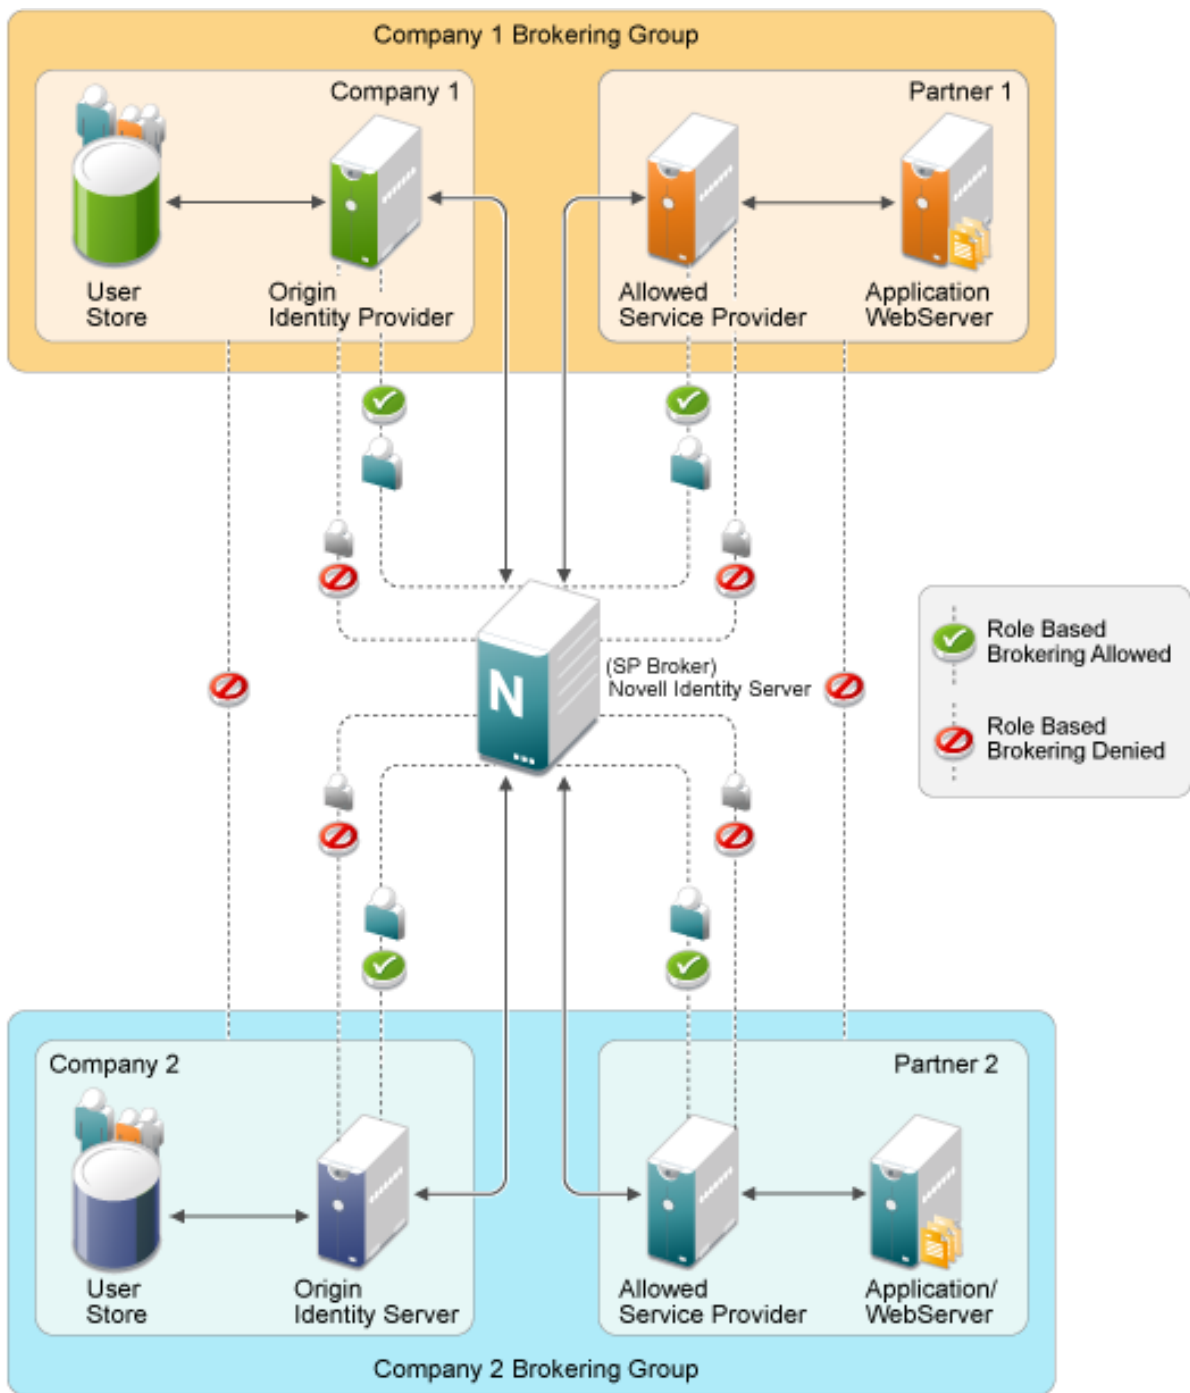 Company 1 Brokering Group
Company 1
Partner 1
User
Store
Origin
Identity Provider
Allowed
Service Provider
Application
WebServer
N
(SP Broker)
Novell Identity Server
Role Based
Brokering Allowed
Role Based
Brokering Denied
Company 2
Partner 2
User
Store
Origin
Identity Server
Allowed
Service Provider
Application/
WebServer
Company 2 Brokering Group